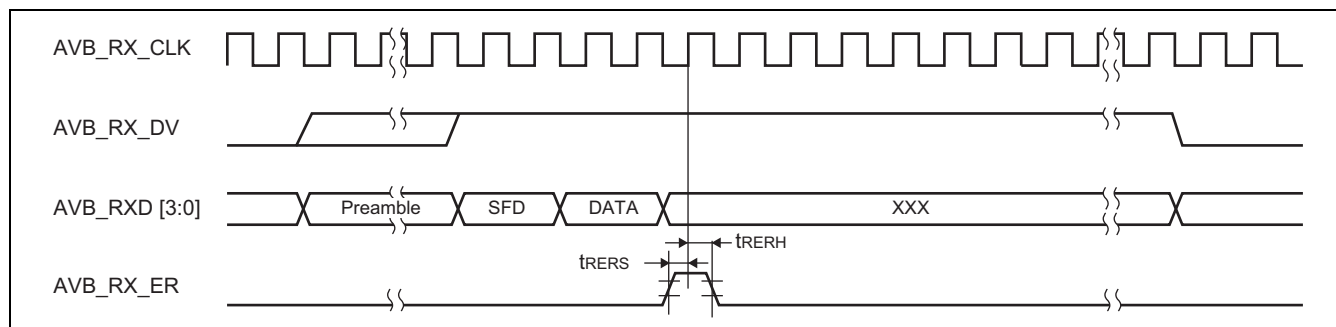 AVB_RX_CLK
AVB_RX_DV
AVB_RXD [3:0]
Preamble
SFD
DATA
XXX
tRERH
tRERS
AVB_RX_ER